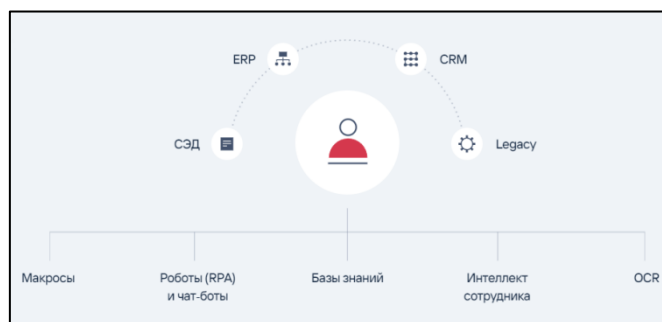 ERP
CRM
СЭД
Legacy
Макросы
Роботы (RPA)
и чат-боты
Базы знаний
Интеллект
сотрудника
OCR